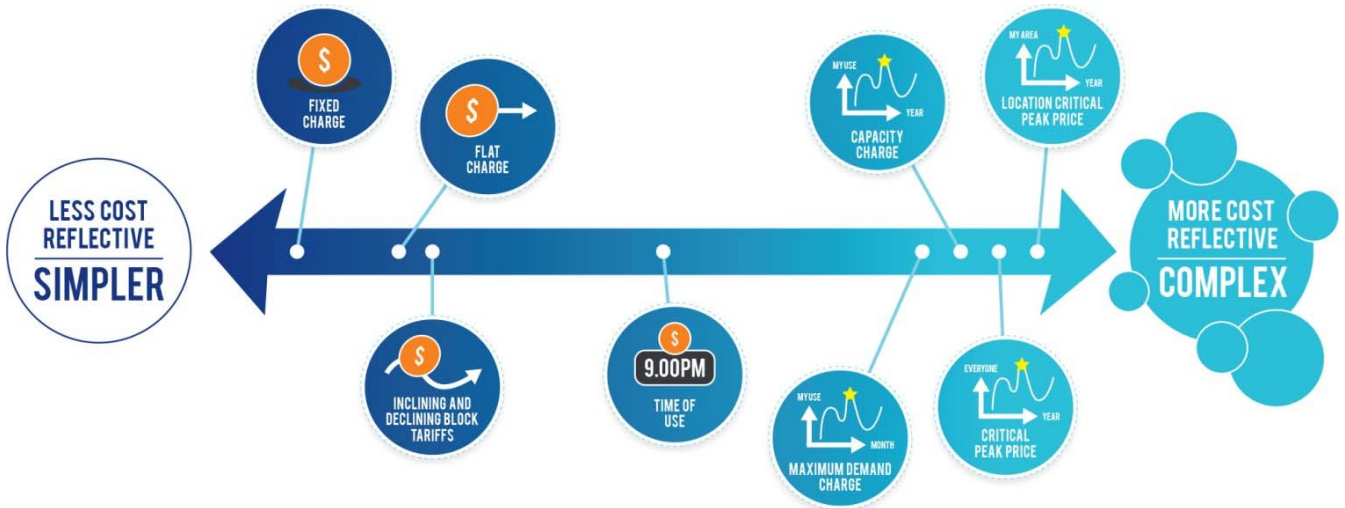 LESS COST
REFLECTIVE
SIMPLER
$
FIXED
CHARGE
$
FLAT
CHARGE
$
INCLINING AND
DECLINING BLOCK
TARIFFS
$
9.00PM
TIME OF
USE
MY USE
MONTH
MAXIMUM DEMAND
CHARGE
MY USE
YEAR
CAPACITY
CHARGE
EVERYONE
YEAR
CRITICAL
PEAK PRICE
MY AREA
YEAR
LOCATION CRITICAL
PEAK PRICE
MORE COST
REFLECTIVE
COMPLEX